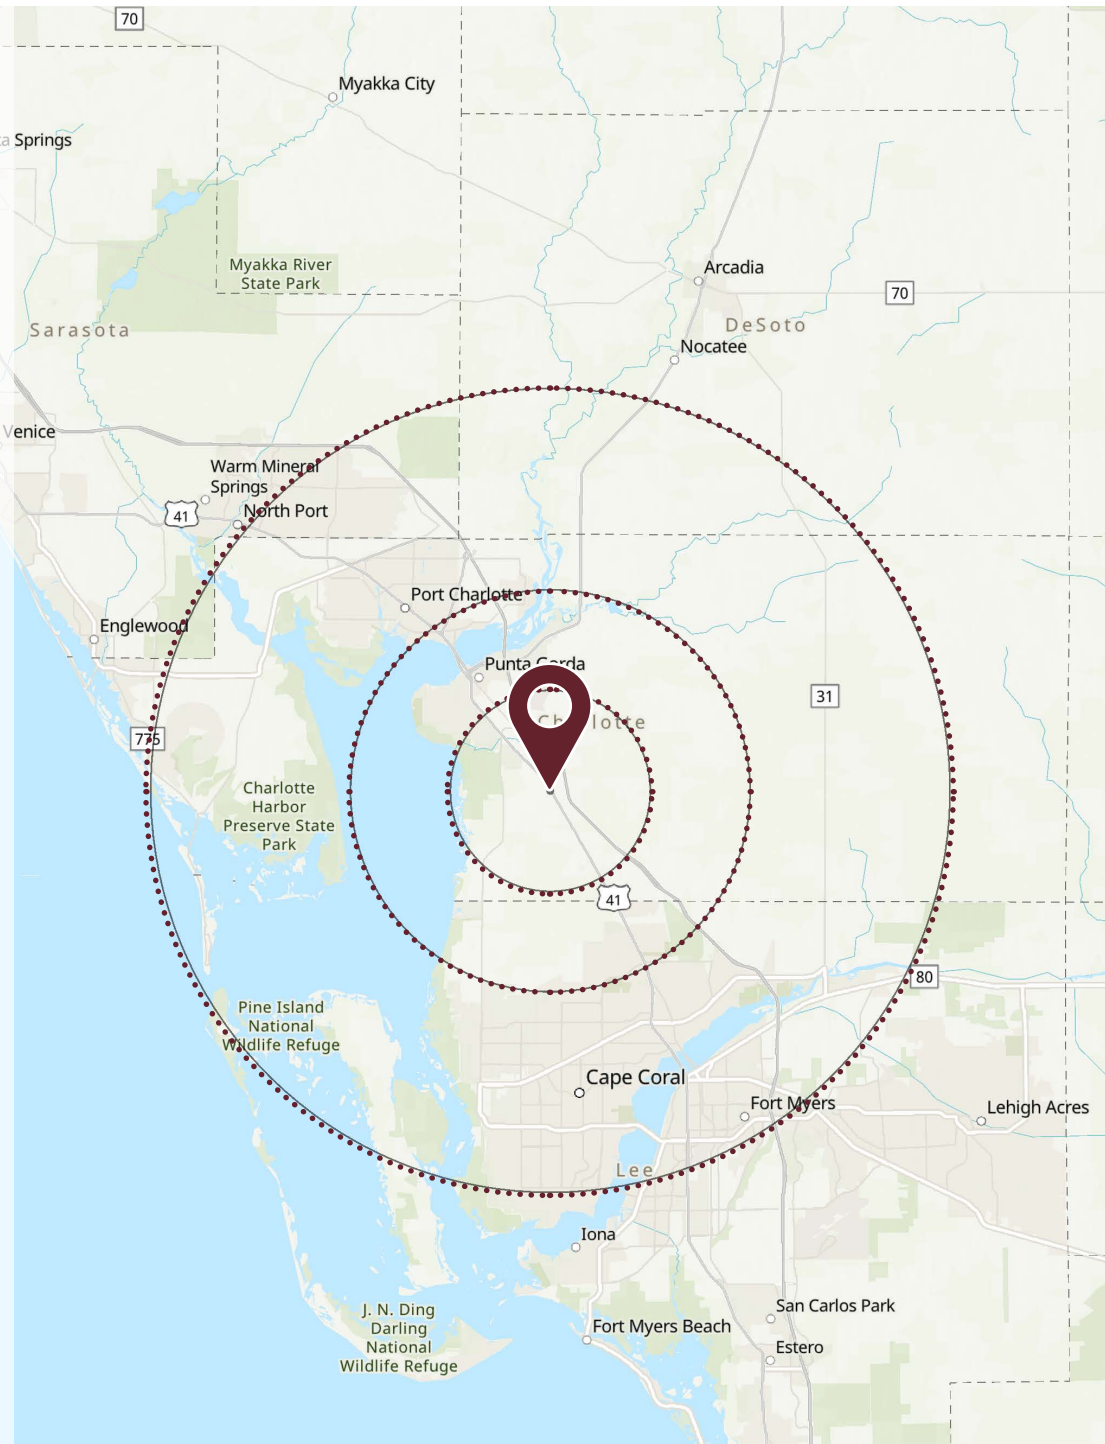 70
Myakka City
a Springs
Myakka River
State Park
Arcadia
70
Sarasota
DeSoto
Nocatee
Venice
Warm Mineral
Springs
41
North Port
Port Charlotte
Englewood
Punta Gorda
31
Charlotte
775
Charlotte
Harbor
Preserve State
Park
41
80
Pine Island
National
Wildlife Refuge
Cape Coral
Fort Myers
Lehigh Acres
Lee
Iona
San Carlos Park
J. N. Ding
Darling
National
Wildlife Refuge
Fort Myers Beach
Estero